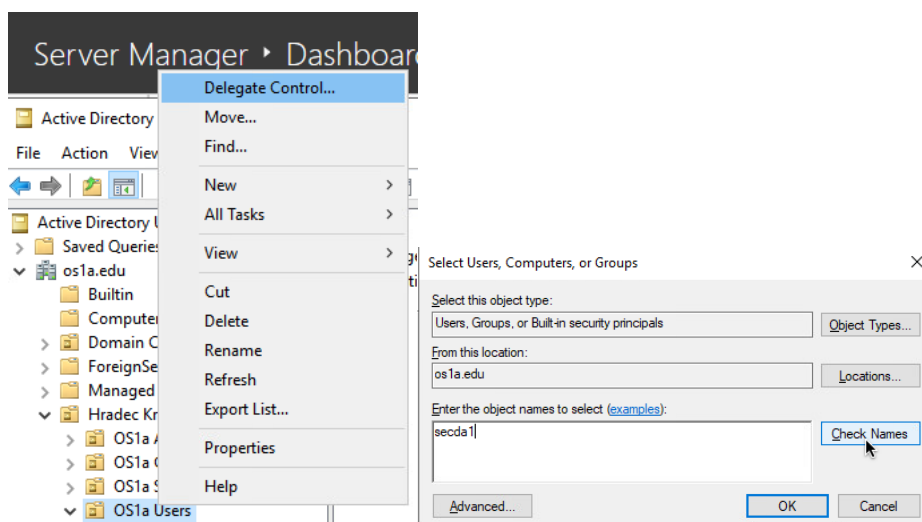 Server Manager ‣ Dashboar
Delegate Control...
Active Directory
Move...
File Action View
Find...
New
All Tasks
Active Directory U
Saved Queries
View
os1a.edu
Builtin
Cut
Computer
Delete
Domain C
Rename
ForeignSe
Refresh
Managed
Export List...
Hradec Kr
OS1a A
Properties
OS1a
OS1a S
Help
OS1a Users
Select Users, Computers, or Groups
Select this object type:
Users, Groups, or Built-in security principals
Object Types...
From this location:
os1a.edu
Locations...
Enter the object names to select (examples):
secda1
Check Names
Advanced...
OK
Cancel